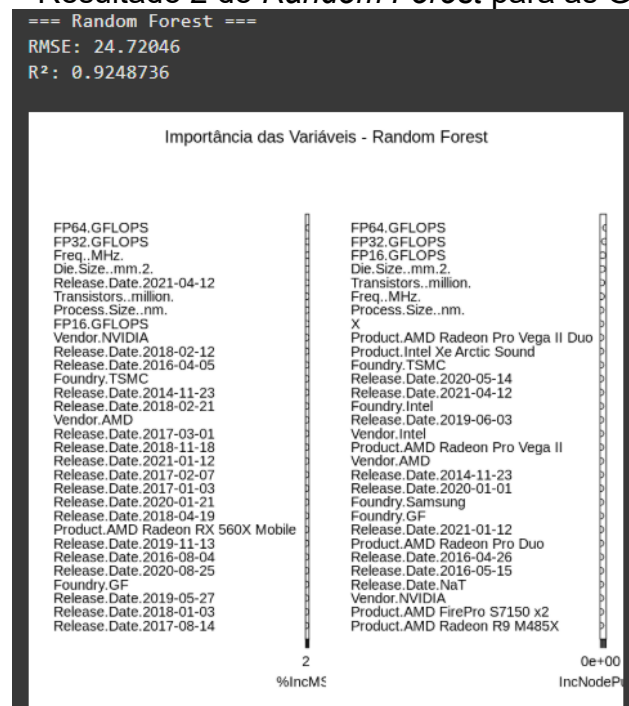 Resultado 2 do Random Forest para as G
=== Random Forest ===
RMSE: 24.72046
R²: 0.9248736
Importância das Variáveis - Random Forest
FP64.GFLOPS
FP32.GFLOPS
Freq..MHz.
Die.Size..mm.2.
Release.Date.2021-04-12
Transistors..million.
Process.Size..nm.
FP16.GFLOPS
Vendor.NVIDIA
Release.Date.2018-02-12
Release.Date.2016-04-05
Foundry.TSMC
Release.Date.2014-11-23
Release.Date.2018-02-21
Vendor.AMD
Release.Date.2017-03-01
Release.Date.2018-11-18
Release.Date.2021-01-12
Release.Date.2017-02-07
Release.Date.2017-01-03
Release.Date.2020-01-21
Release.Date.2018-04-19
Product.AMD Radeon RX 560X Mobile
Release.Date.2019-11-13
Release.Date.2016-08-04
Release.Date.2020-08-25
Foundry.GF
Release.Date.2019-05-27
Release.Date.2018-01-03
Release.Date.2017-08-14
2
%IncMS
FP64.GFLOPS
FP32.GFLOPS
FP16.GFLOPS
Die.Size..mm.2.
Transistors..million.
Freq..MHz.
Process.Size..nm.
X
Product.AMD Radeon Pro Vega II Duo
Product.Intel Xe Arctic Sound
Foundry.TSMC
Release.Date.2020-05-14
Release.Date.2021-04-12
Foundry.Intel
Release.Date.2019-06-03
Vendor.Intel
Product.AMD Radeon Pro Vega II
Vendor.AMD
Release.Date.2014-11-23
Release.Date.2020-01-01
Foundry.Samsung
Foundry.GF
Release.Date.2021-01-12
Product.AMD Radeon Pro Duo
Release.Date.2016-04-26
Release.Date.2016-05-15
Release.Date.NaT
Vendor.NVIDIA
Product.AMD FirePro S7150 x2
Product.AMD Radeon R9 M485X
0e+00
IncNodePu